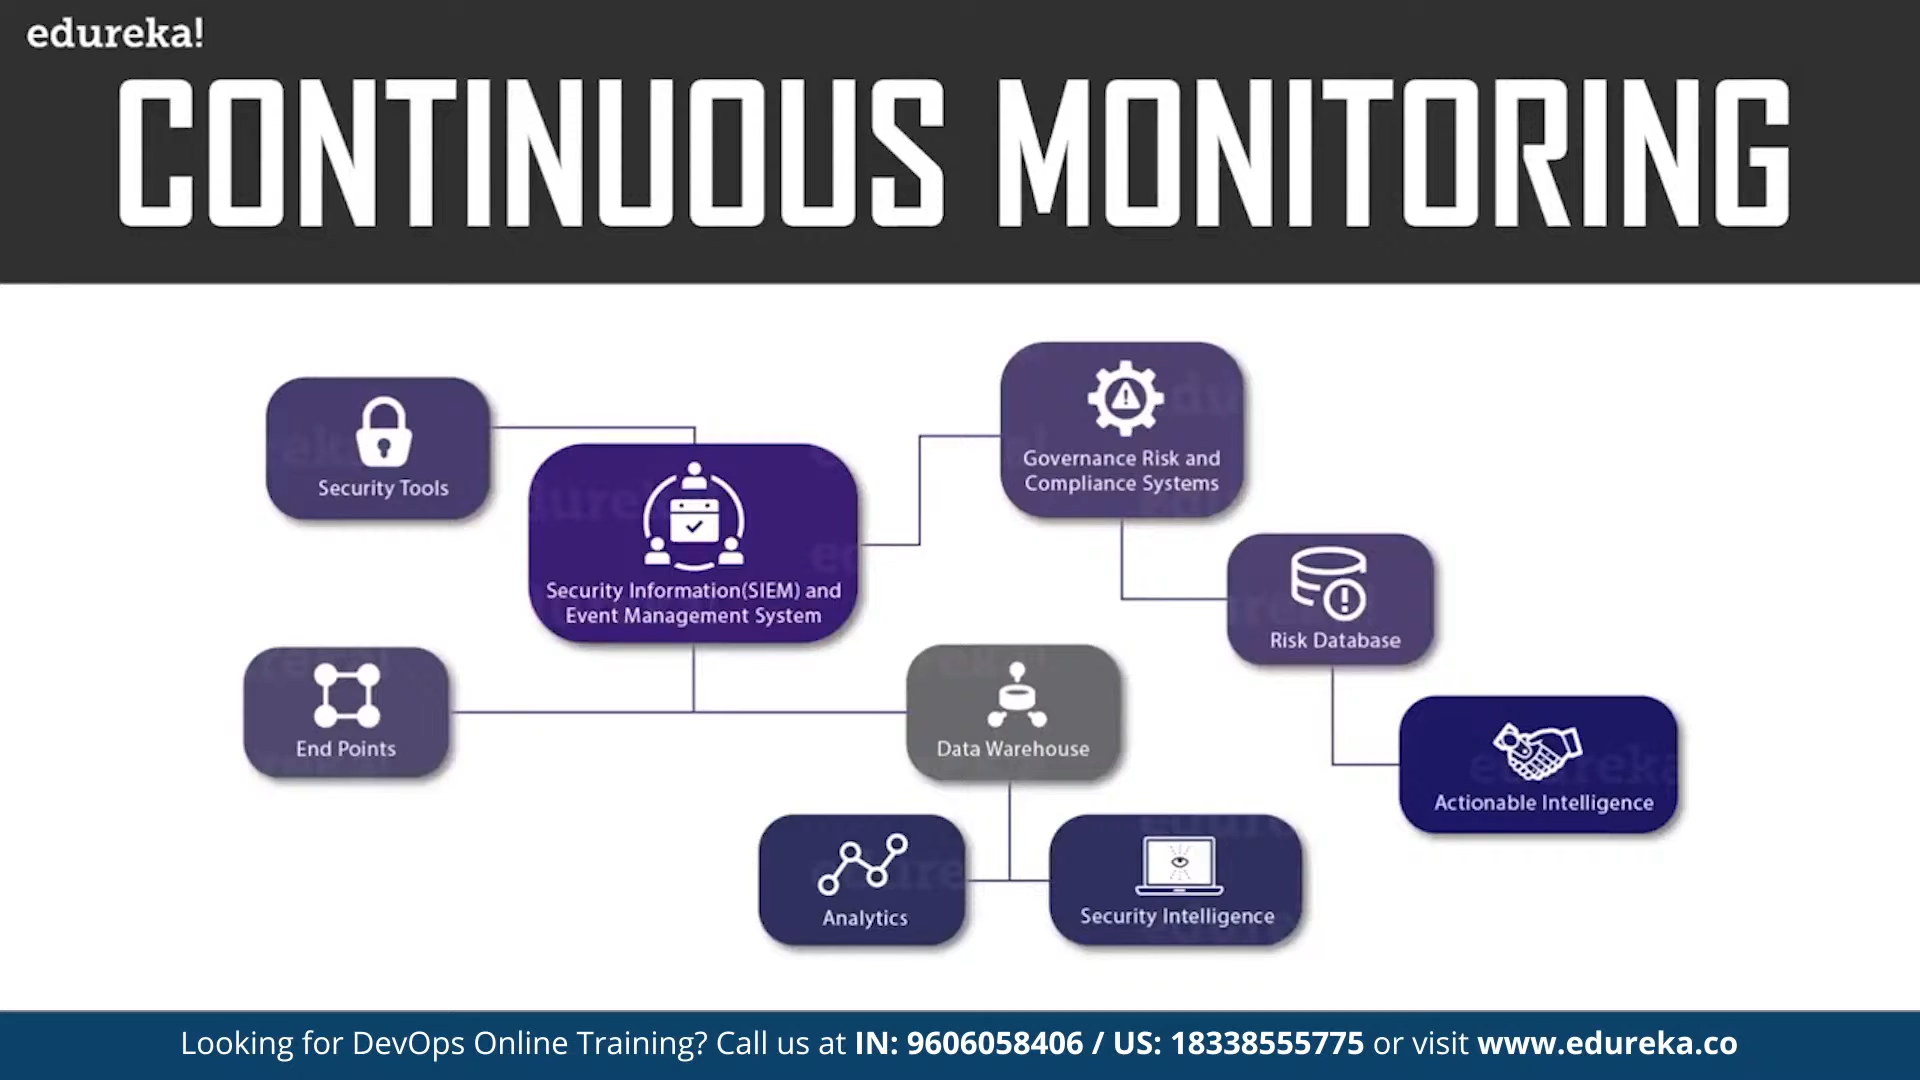 edureka!
CONTINUOUS MONITORING
Security Tools
Governance Risk and
Compliance Systems
Security Information(SIEM) and
Event Management System
Risk Database
End Points
Data Warehouse
Actionable Intelligence
Analytics
Security Intelligence
Looking for DevOps Online Training? Call us at IN: 9606058406 / US: 18338555775 or visit www.edureka.co